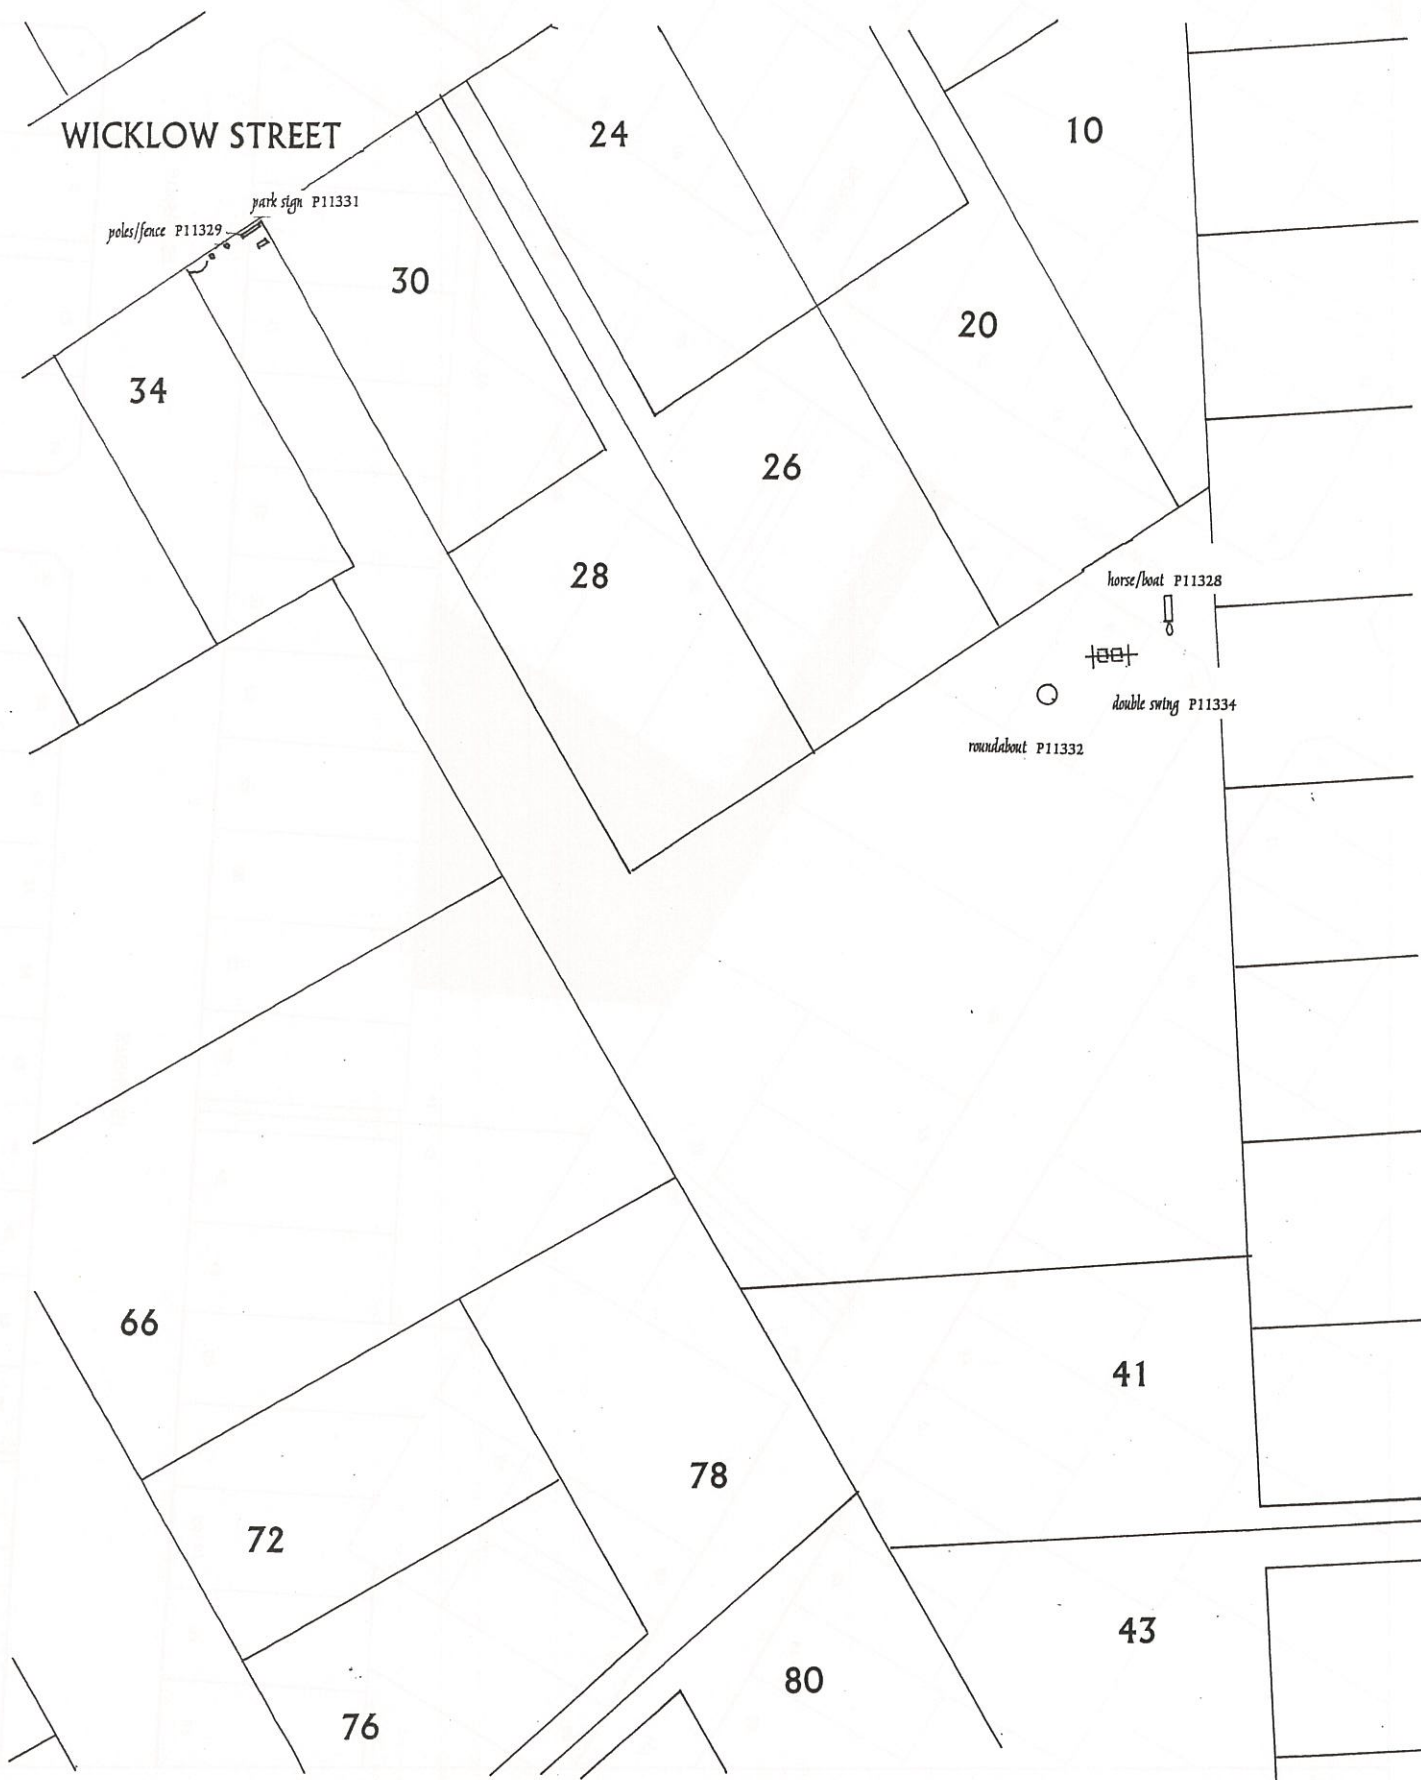 24
10
WICKLOW STREET
park sign P11331
poles/fence P11329
30
20
34
26
28
horse/boat P11328
double swing P11334
roundabout P11332
66
41
78
72
43
80
76